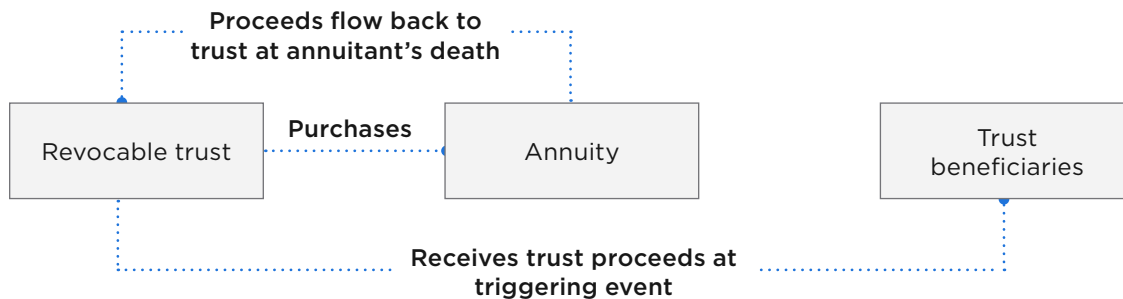 Proceeds flow back to
trust at annuitant’s death
Revocable trust
Purchases
Annuity
Trust
beneficiaries
Receives trust proceeds at
triggering event